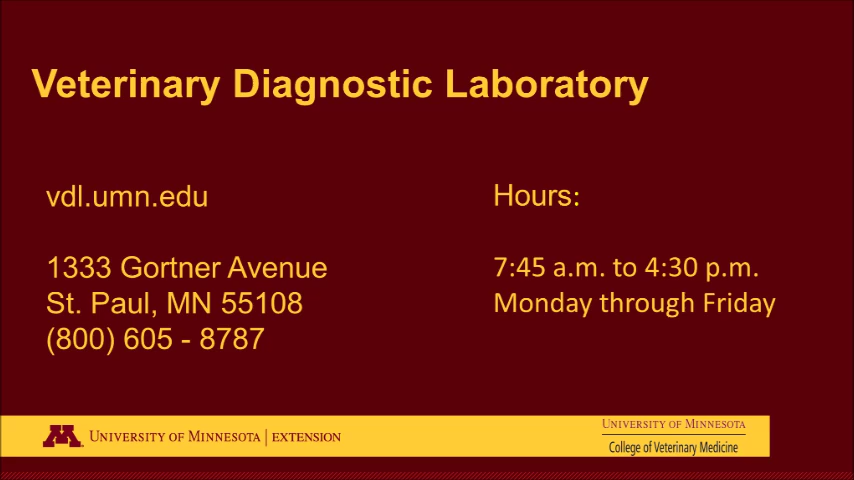 Veterinary Diagnostic Laboratory
vdl.umn.edu
1333 Gortner Avenue
St. Paul, MN 55108
(800) 605 - 8787
Hours:
7:45 a.m. to 4:30 p.m.
Monday through Friday
M
UNIVERSITY OF MINNESOTA | EXTENSION
UNIVERSITY OF MINNESOTA
College of Veterinary Medicine